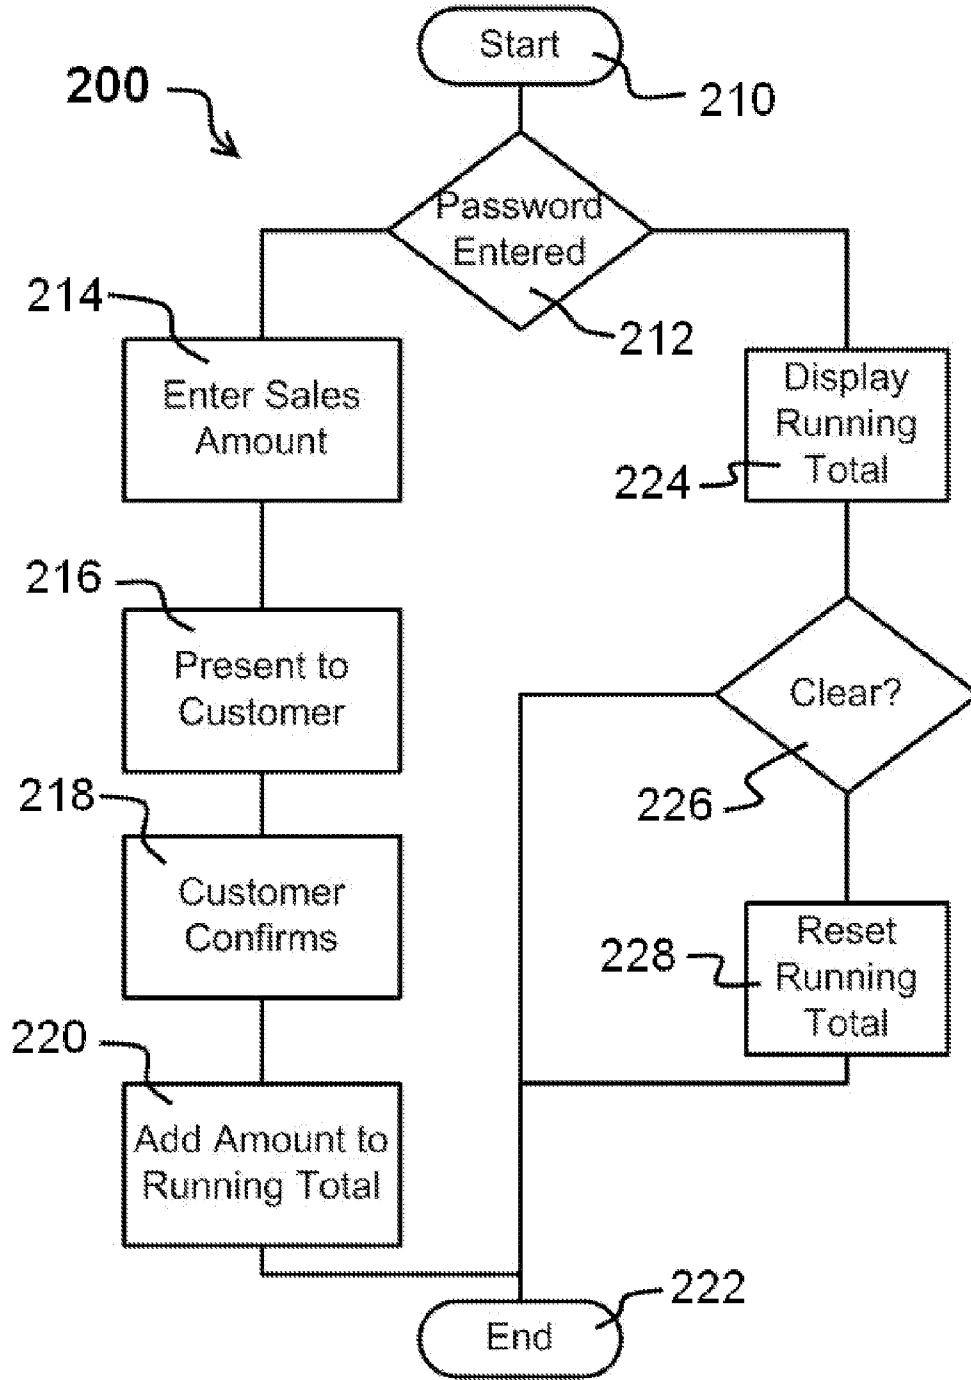 Start
210
200
Password
Entered
212
214
Enter Sales
Amount
Display
Running
Total
224
216
Present to
Customer
Clear?
226
218
Customer
Confirms
Reset
Running
Total
228
220
Add Amount to
Running Total
End
222